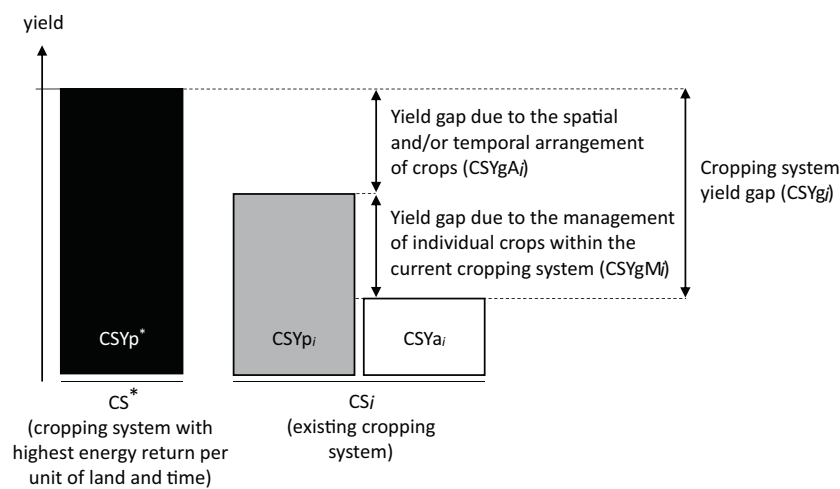 yield
Yield gap due to the spatial
and/or temporal arrangement
of crops (CSYgAi)
Cropping system
yield gap (CSYgi)
Yield gap due to the management
of individual crops within the
current cropping system (CSYgMi)
CSYp*
CSYpi
CSYai
CS*
(cropping system with
highest energy return per
unit of land and time)
CSi
(existing cropping
system)